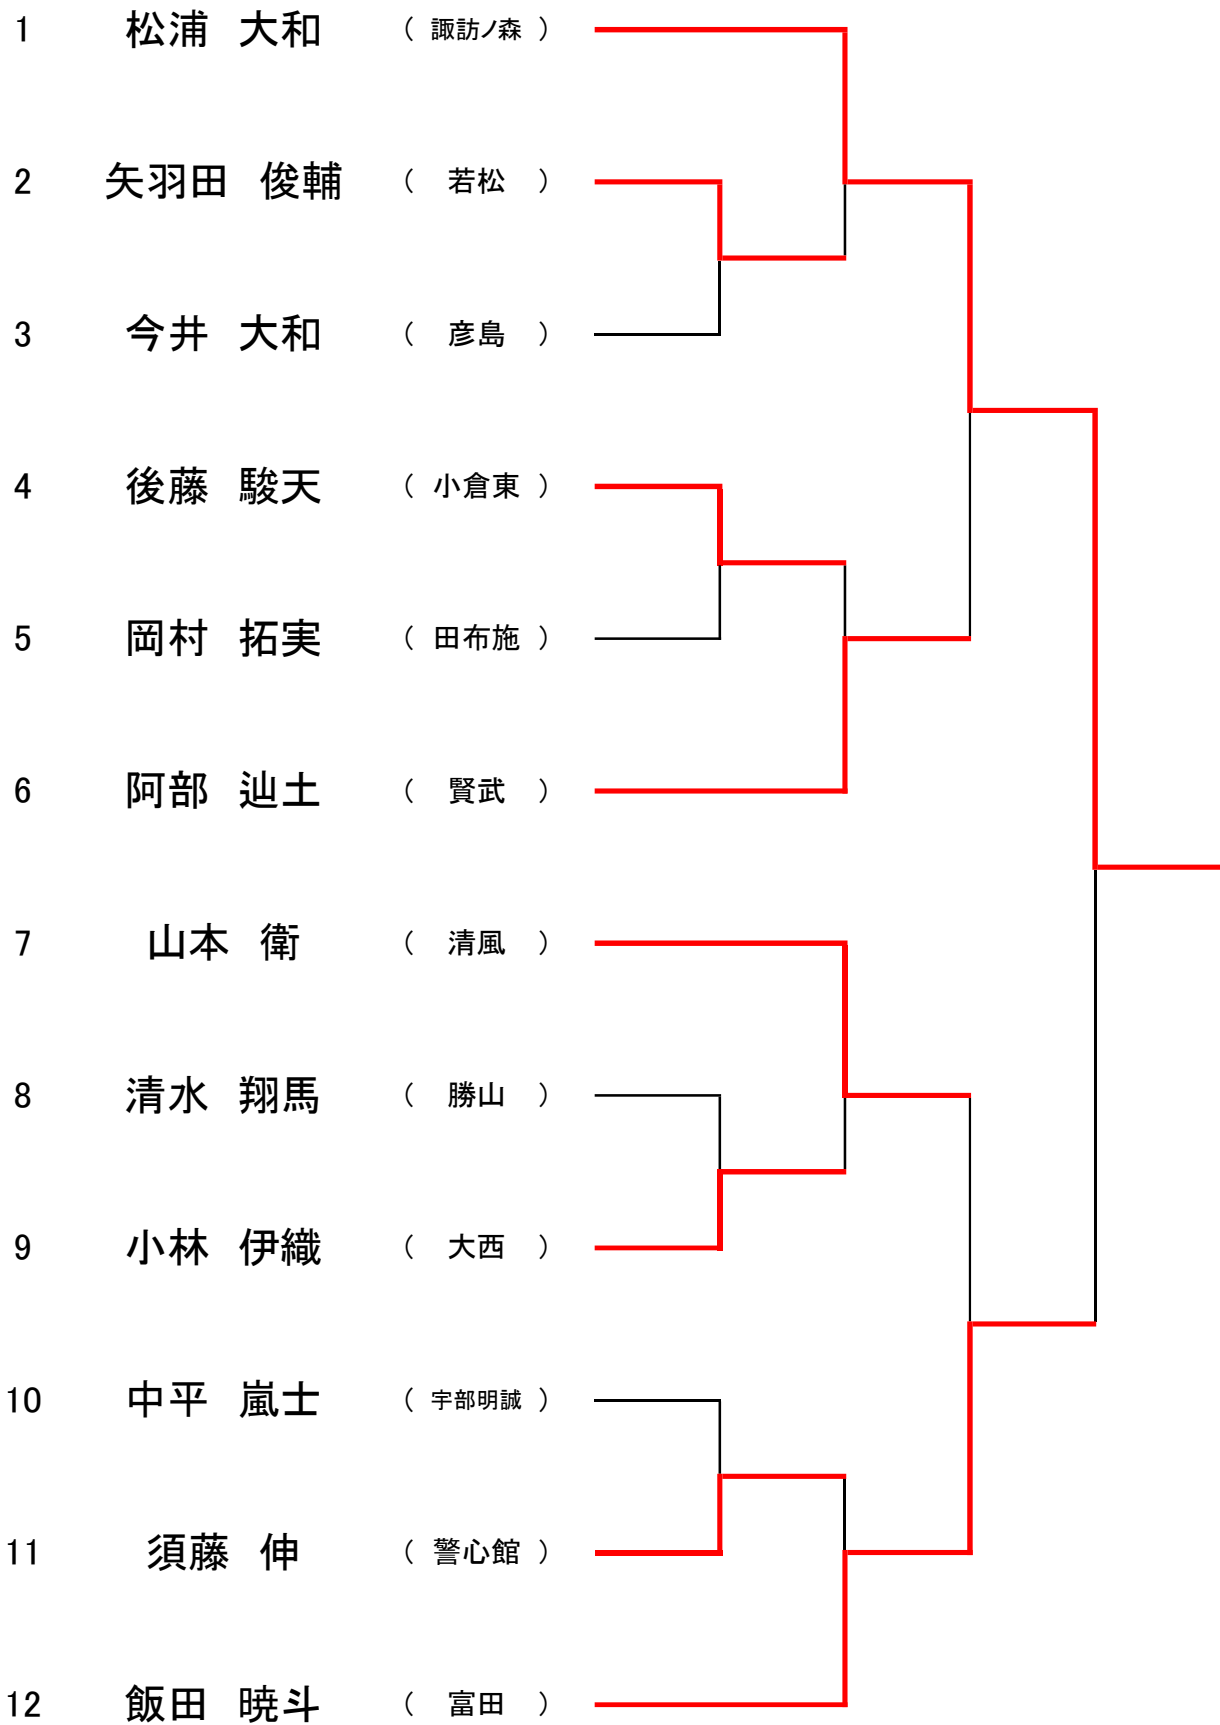 1 松浦 大和 （ 諏訪ノ森 ）
2 矢羽田 俊輔 （ 若松 ）
3 今井 大和 （ 彦島 ）
4 後藤 駿天 （ 小倉東 ）
5 岡村 拓実 （ 田布施 ）
6 阿部 辿土 （ 賢武 ）
7 山本 衛 （ 清風 ）
8 清水 翔馬 （ 勝山 ）
9 小林 伊織 （ 大西 ）
10 中平 嵐士 （ 宇部明誠 ）
11 須藤 伸 （ 警心館 ）
12 飯田 暁斗 （ 富田 ）